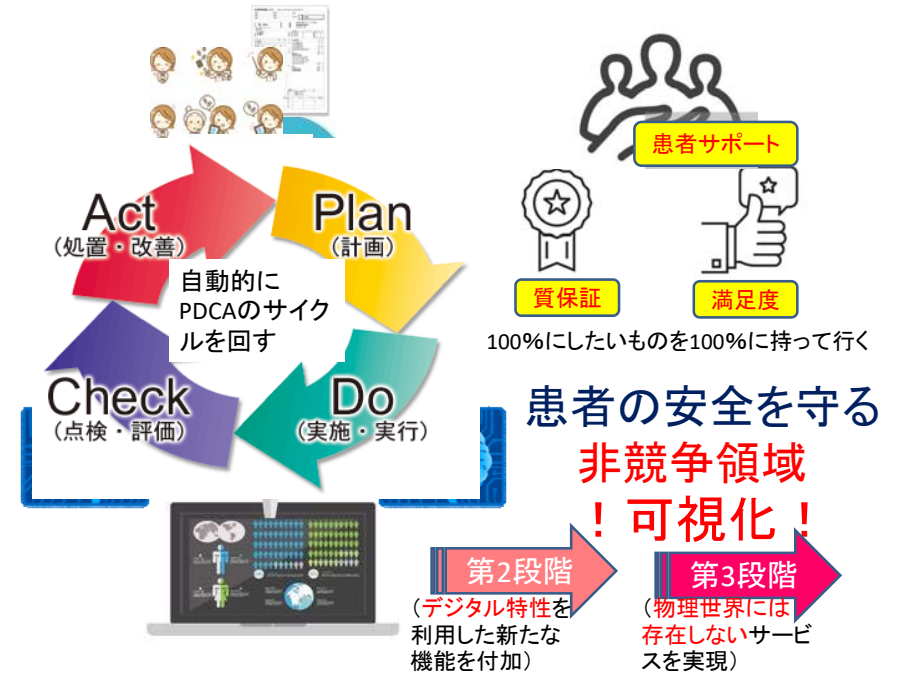 Act
(処置・改善)
Plan
(計画)
自動的に
PDCAのサイク
ルを回す
Check
(点検・評価)
Do
(実施・実行)
患者サポート
質保証
満足度
100%にしたいものを100%に持って行く
患者の安全を守る
非競争領域
！可視化！
第2段階
(デジタル特性を
利用した新たな
機能を付加)
第3段階
(物理世界には
存在しないサービ
スを実現)